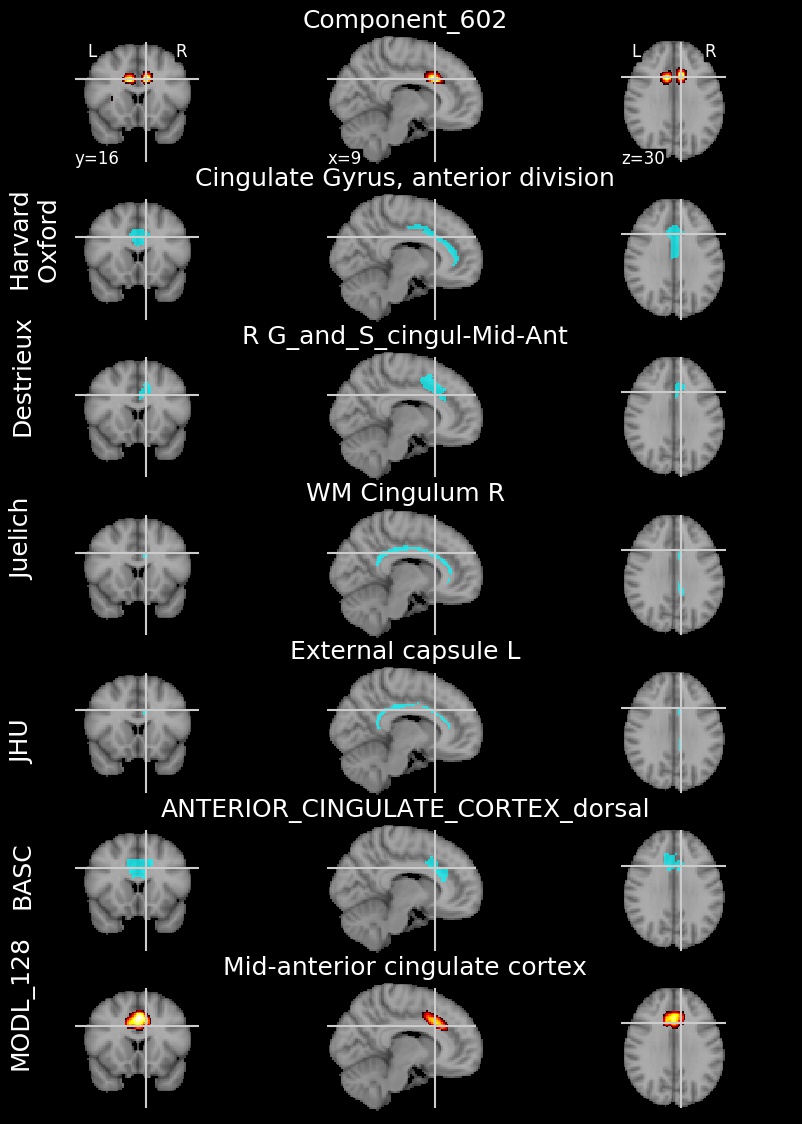 Component_602
L R L R
y=16 x=9 z=30
Cingulate Gyrus, anterior division
Harvard
Oxford
R G_and_S_cingul-Mid-Ant
Destrieux
WM Cingulum R
Juelich
External capsule L
JHU
ANTERIOR_CINGULATE_CORTEX_dorsal
BASC
Mid-anterior cingulate cortex
MODL_128